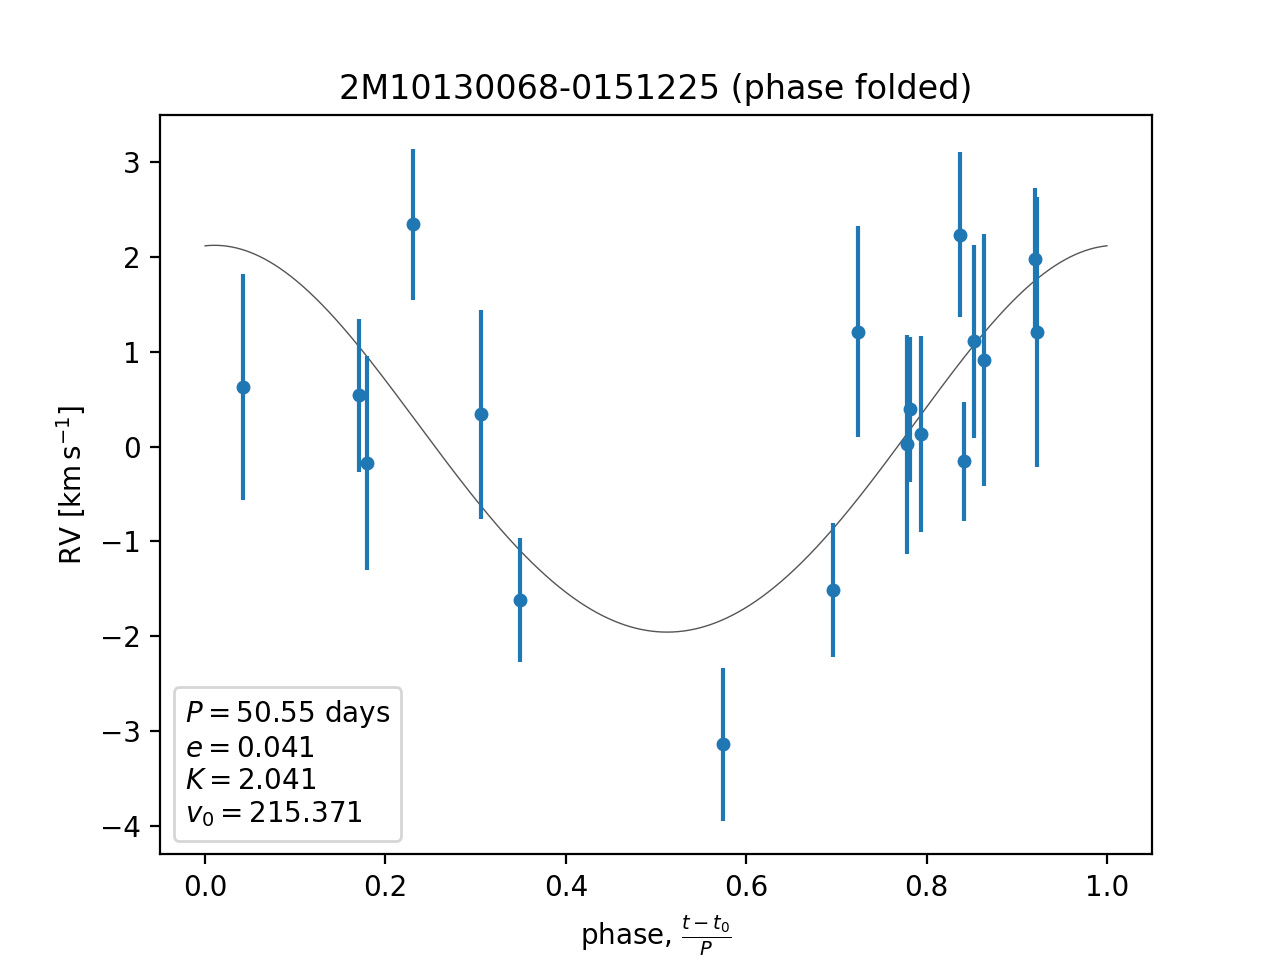 2M10130068-0151225 (phase folded)
3
2
1
0
−1
−2
−3
−4
RV [km s⁻¹]
P = 50.55 days
e = 0.041
K = 2.041
v₀ = 215.371
0.0 0.2 0.4 0.6 0.8 1.0
phase, (t − t₀)/P